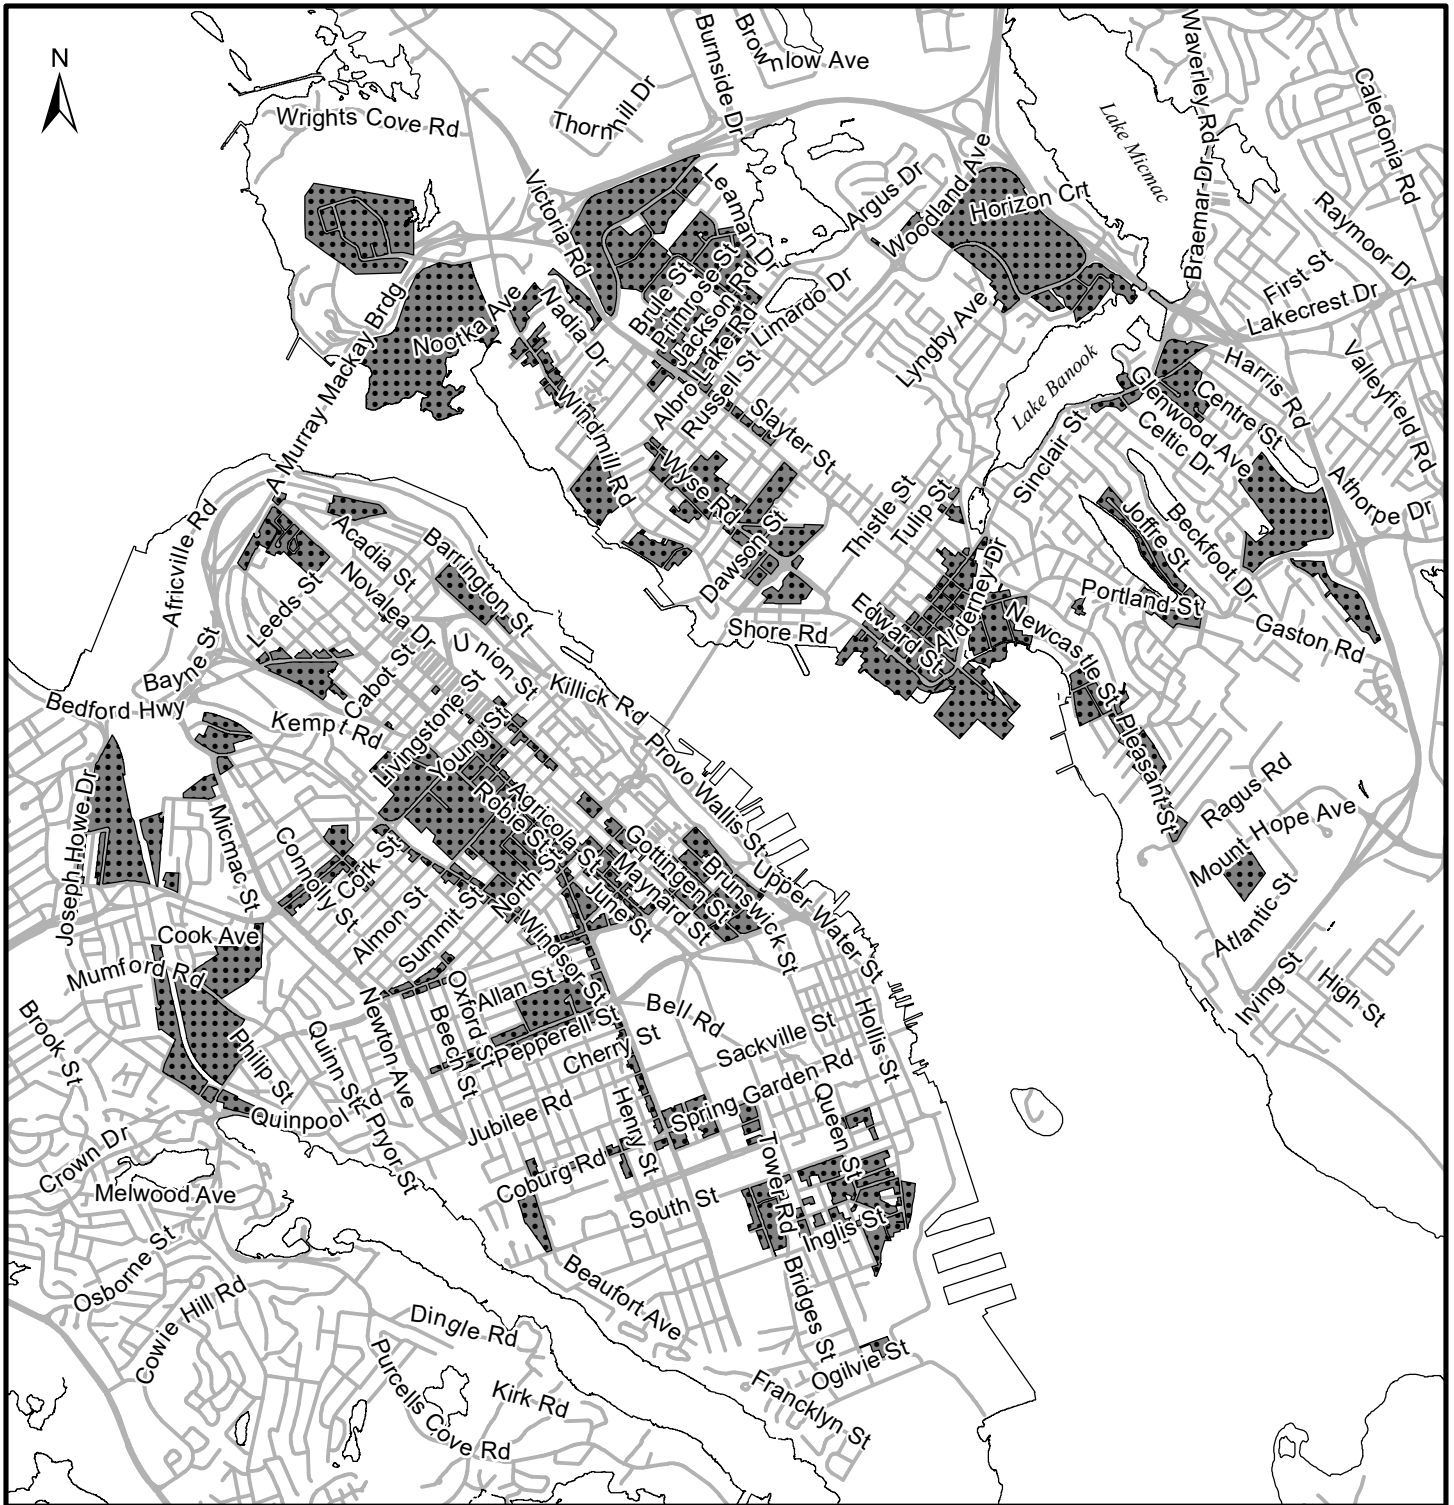 N
Wrights Cove Rd
Thornhill Dr
Burnside Dr
Brownlow Ave
Waverley Rd
Caledonia Rd
Lake Micmac
Victoria Rd
Leaman Dr
Argus Dr
Woodland Ave
Horizon Crt
Braemar Dr
Raymoor Dr
First St
Lakecrest Dr
A Murray Mackay Brdg
Nootka Ave
Nadia Dr
Brule St
Primrose St
Jackson Rd
Albro Lake Rd
Russell St
Limardo Dr
Lyngby Ave
Lake Banook
Harris Rd
Valleyfield Rd
Glenwood Ave
Centre St
Celtic Dr
Sinclair St
Windmill Rd
Slayter St
Wyse Rd
Thistle St
Tulip St
Athorpe Dr
Joffre St
Beckfoot Dr
Africville Rd
Acadia St
Barrington St
Novalea Dr
Leeds St
Dawson St
Shore Rd
Edward St
Alderney Dr
Newcastle St
Portland St
Gaston Rd
Bayne St
Cabot St
Union St
Killick Rd
Bedford Hwy
Kempt Rd
Livingstone St
Young St
Provo Wallis St
Pleasant St
Ragus Rd
Mount Hope Ave
Joseph Howe Dr
Micmac St
Connolly St
Cork St
Robie St
Agricola St
Gottingen St
Maynard St
Brunswick St
Upper Water St
June St
North St
Almon St
Summit St
Windsor St
Atlantic St
Irving St
High St
Cook Ave
Mumford Rd
Brook St
Philip St
Quinn St
Newton Ave
Oxford St
Beech St
Allan St
Pepperell St
Cherry St
Bell Rd
Sackville St
Hollis St
Spring Garden Rd
Queen St
Quinpool Rd
Pryor St
Jubilee Rd
Henry St
Coburg Rd
Crown Dr
Melwood Ave
South St
Tower Rd
Inglis St
Osborne St
Cowie Hill Rd
Beaufort Ave
Bridges St
Dingle Rd
Purcells Cove Rd
Kirk Rd
Ogilvie St
Francklyn St